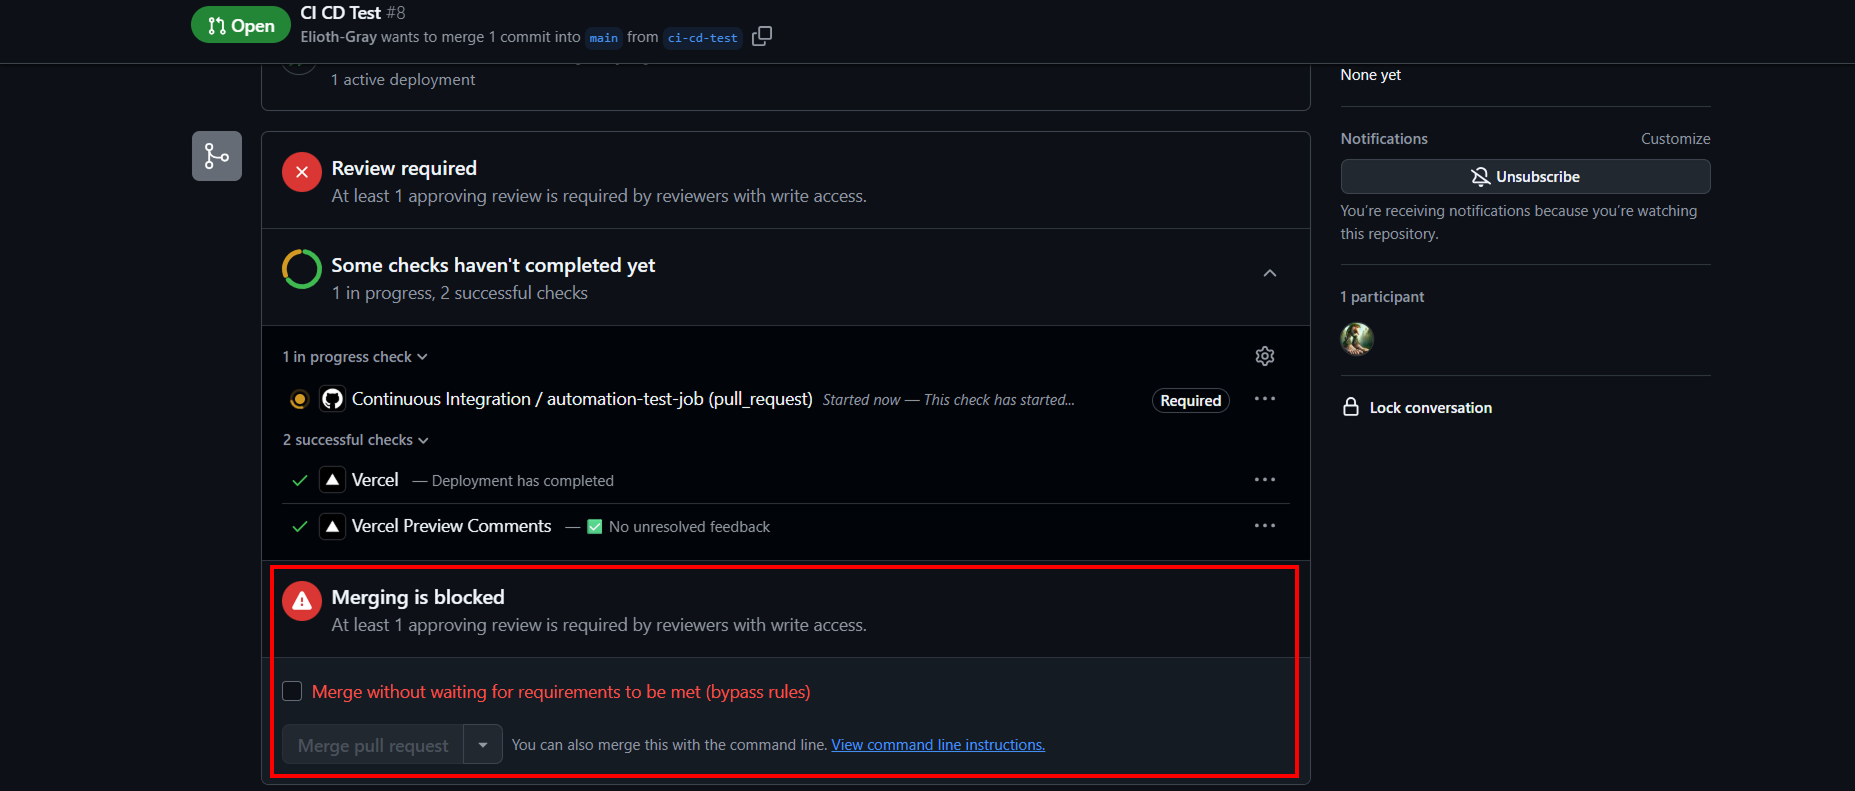 Open
CI CD Test #8
Elioth-Gray wants to merge 1 commit into main from ci-cd-test
1 active deployment
Review required
At least 1 approving review is required by reviewers with write access.
Some checks haven't completed yet
1 in progress, 2 successful checks
1 in progress check
Continuous Integration / automation-test-job (pull_request) Started now — This check has started... Required
2 successful checks
Vercel — Deployment has completed
Vercel Preview Comments — ✅ No unresolved feedback
Merging is blocked
At least 1 approving review is required by reviewers with write access.
Merge without waiting for requirements to be met (bypass rules)
Merge pull request
You can also merge this with the command line. View command line instructions.
None yet
Notifications Customize
Unsubscribe
You're receiving notifications because you're watching
this repository.
1 participant
Lock conversation